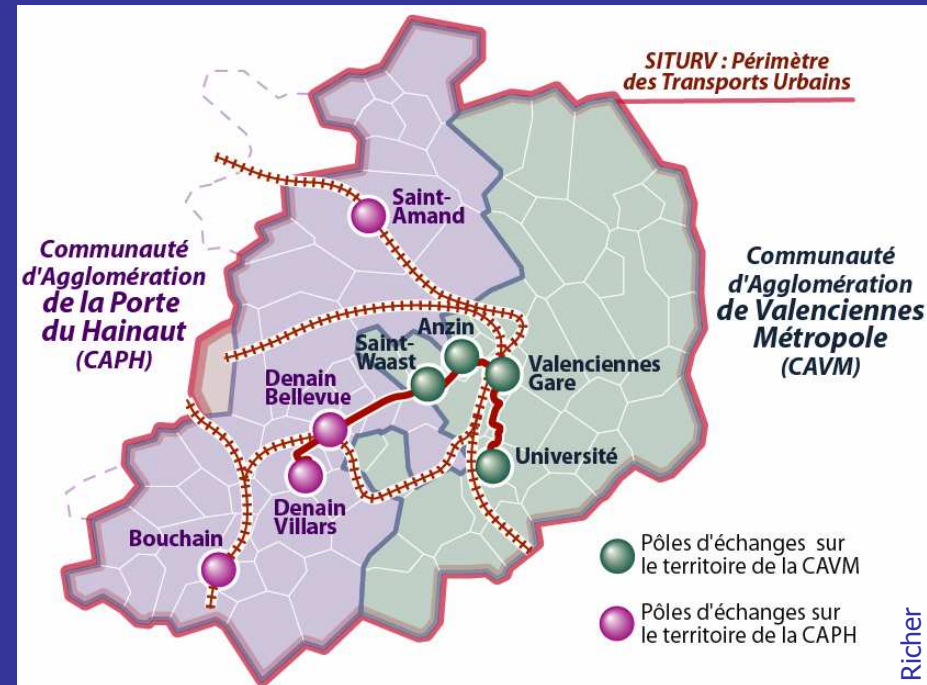 SITURV : Périmètre
des Transports Urbains
Saint-
Amand
Communauté
d'Agglomération
de la Porte
du Hainaut
(CAPH)
Communauté
d'Agglomération
de Valenciennes
Métropole
(CAVM)
Anzin
Saint-
Waast
Valenciennes
Gare
Denain
Bellevue
Université
Denain
Villars
Bouchain
Pôles d'échanges sur
le territoire de la CAVM
Pôles d'échanges sur
le territoire de la CAPH
Richer